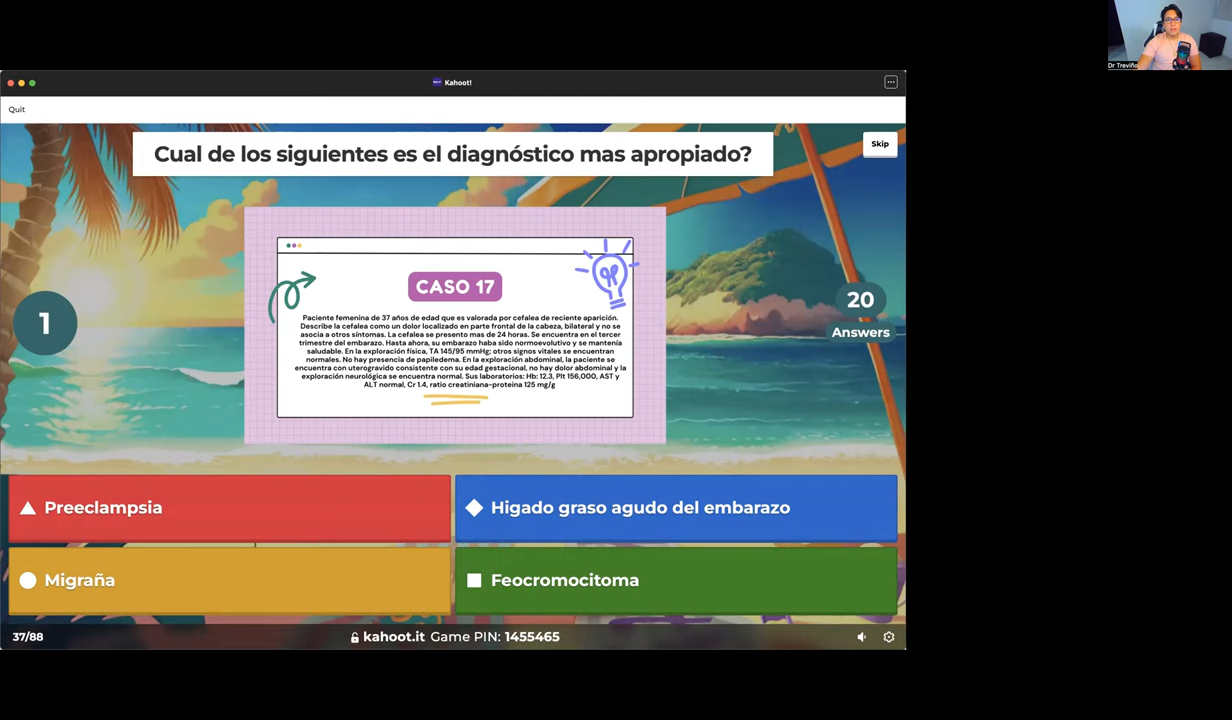 Dr Treviño
Kahoot!
Quit
Cual de los siguientes es el diagnóstico mas apropiado?
Skip
CASO 17
Paciente femenina de 37 años de edad que es valorada por cefalea de reciente aparición.
Describe la cefalea como un dolor localizado en parte frontal de la cabeza, bilateral y no se
asocia a otros síntomas. La cefalea se presento mas de 24 horas. Se encuentra en el tercer
trimestre del embarazo. Hasta ahora, su embarazo había sido normoevolutivo y se mantenía
saludable. En la exploración física, TA 145/95 mmHg; otros signos vitales se encuentran
normales. No hay presencia de papiledema. En la exploración abdominal, la paciente se
encuentra con uterogravido consistente con su edad gestacional, no hay dolor abdominal y la
exploración neurológica se encuentra normal. Sus laboratorios: Hb: 12.3, Plt 156,000, AST y
ALT normal, Cr 1.4, ratio creatiniana-proteina 125 mg/g
1
20
Answers
Preeclampsia
Higado graso agudo del embarazo
Migraña
Feocromocitoma
37/88
kahoot.it Game PIN: 1455465